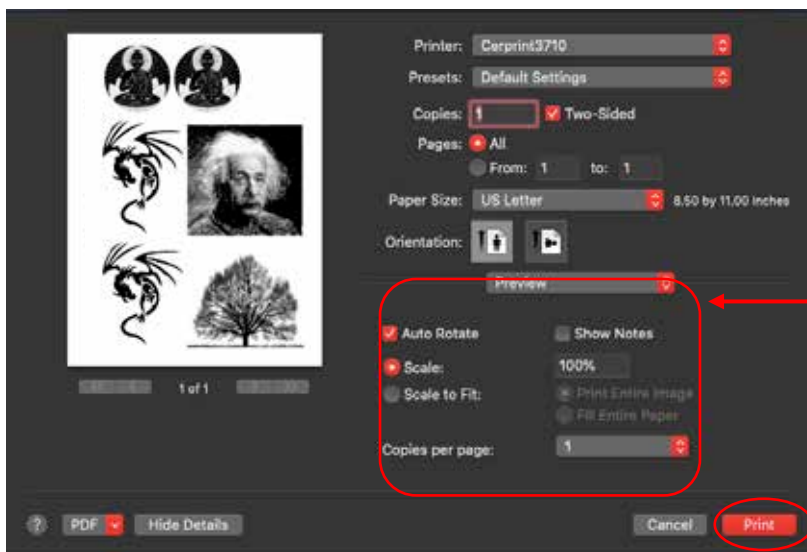 Printer: Cerprint3710
Presets: Default Settings
Copies: 1 Two-Sided
Pages: All
From: 1 to: 1
Paper Size: US Letter 8.50 by 11.00 inches
Orientation:
Preview
Auto Rotate Show Notes
Scale: 100%
Scale to Fit: Print Entire Image
Fill Entire Paper
Copies per page: 1
1 of 1
? PDF Hide Details Cancel Print